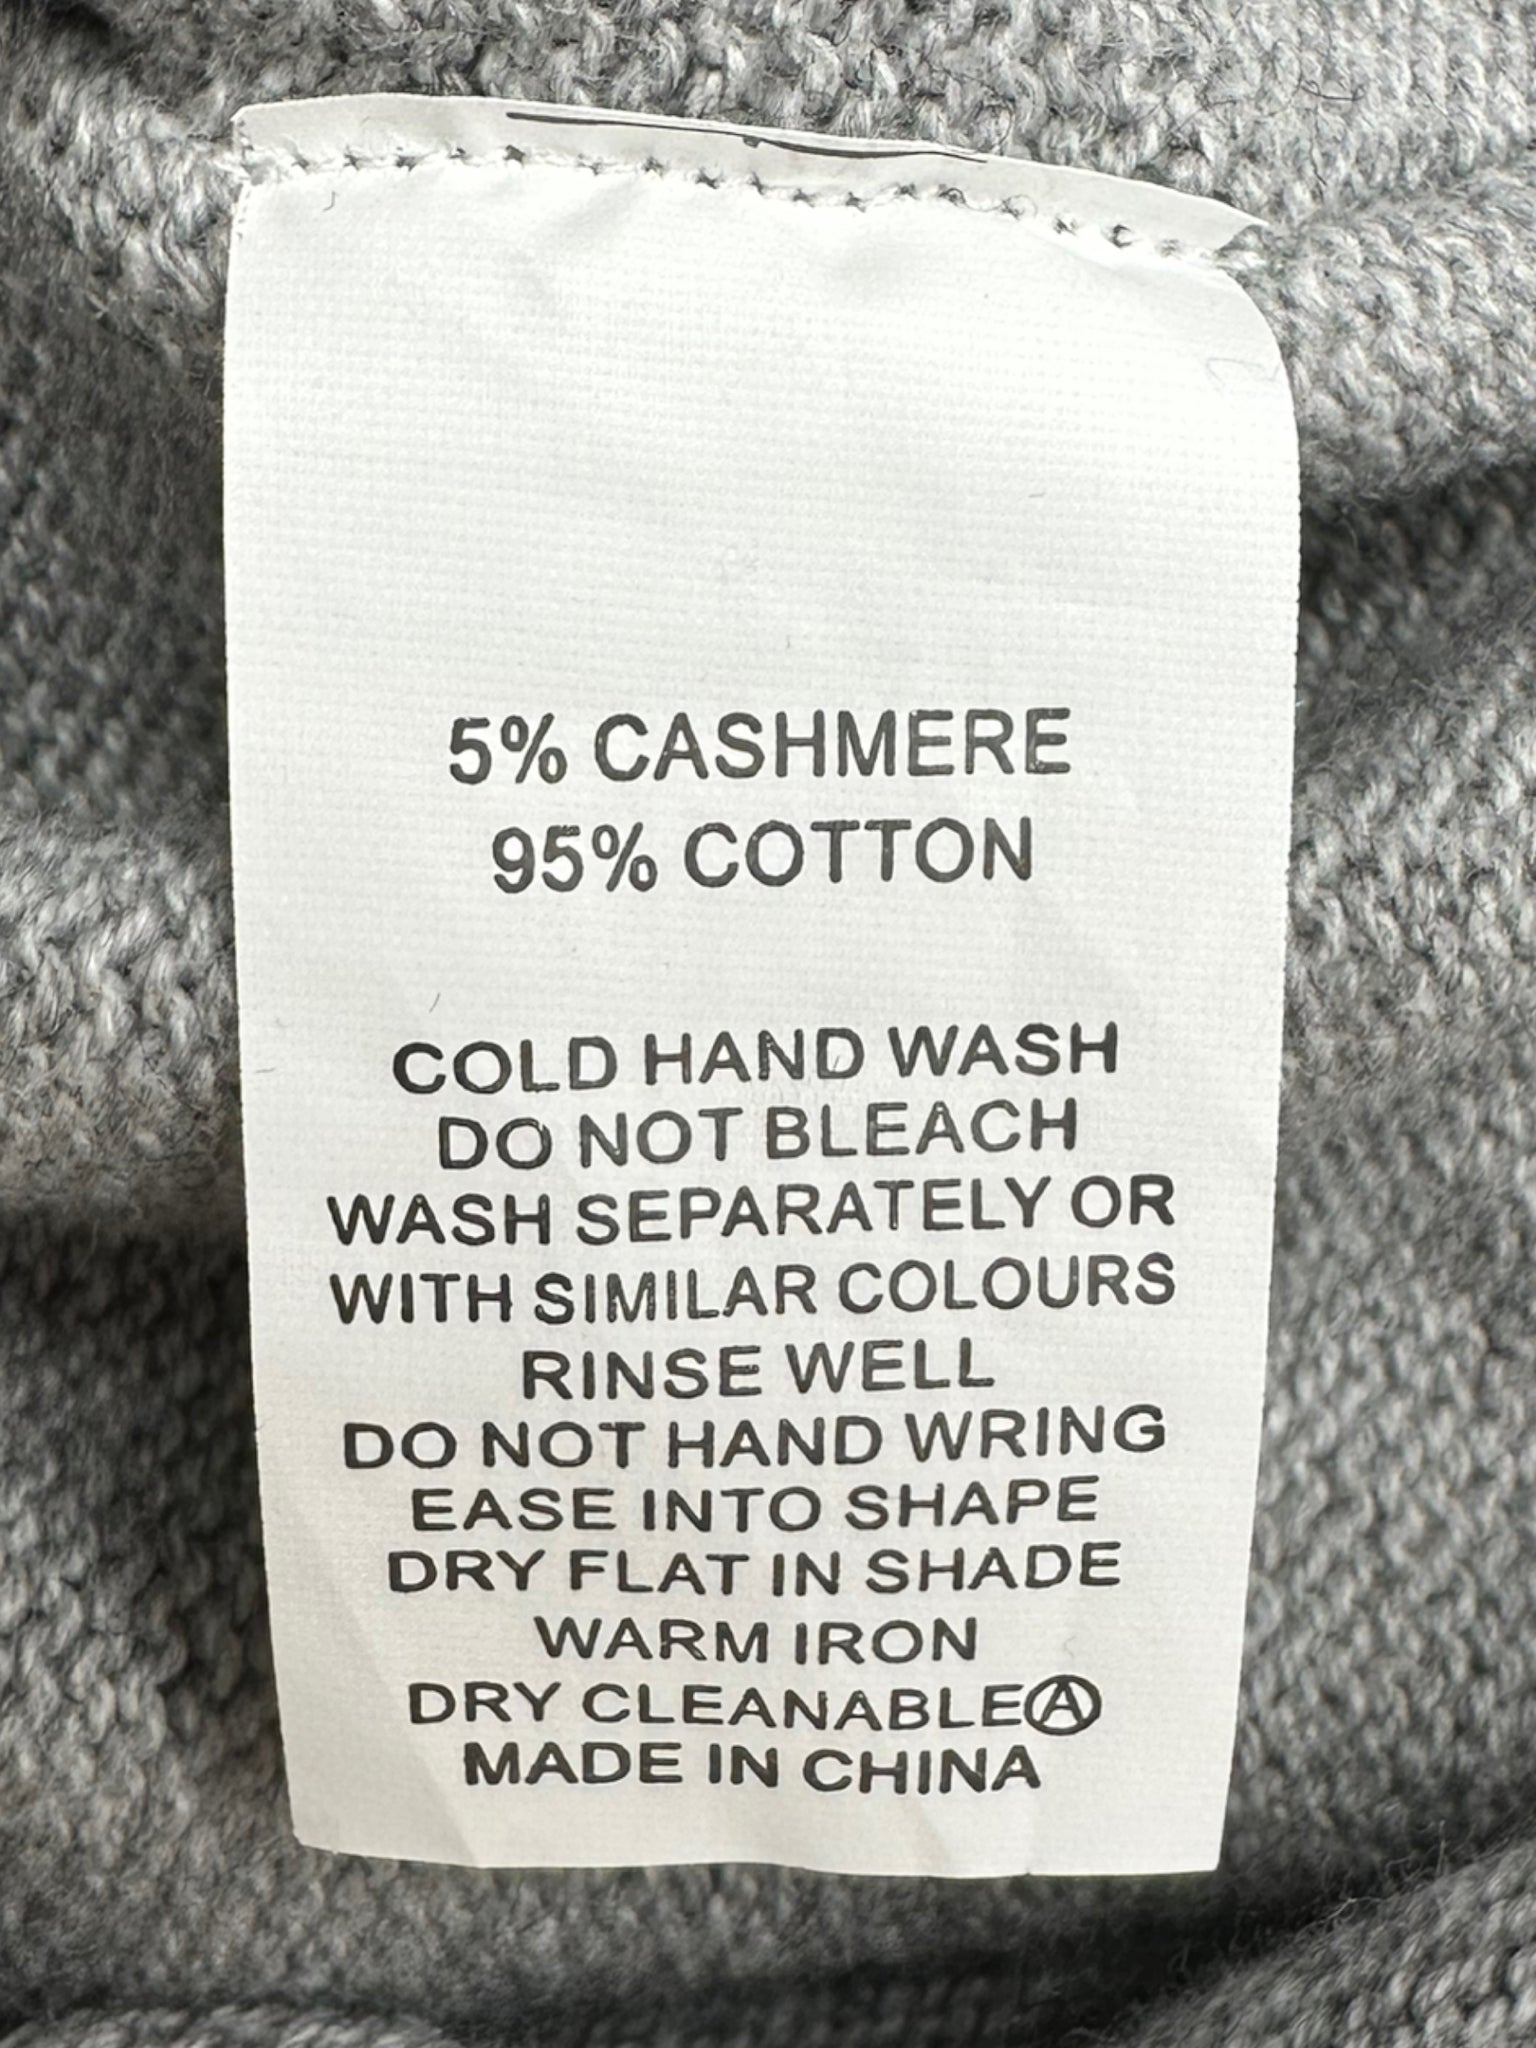 5% CASHMERE
95% COTTON
COLD HAND WASH
DO NOT BLEACH
WASH SEPARATELY OR
WITH SIMILAR COLOURS
RINSE WELL
DO NOT HAND WRING
EASE INTO SHAPE
DRY FLAT IN SHADE
WARM IRON
DRY CLEANABLEⒶ
MADE IN CHINA